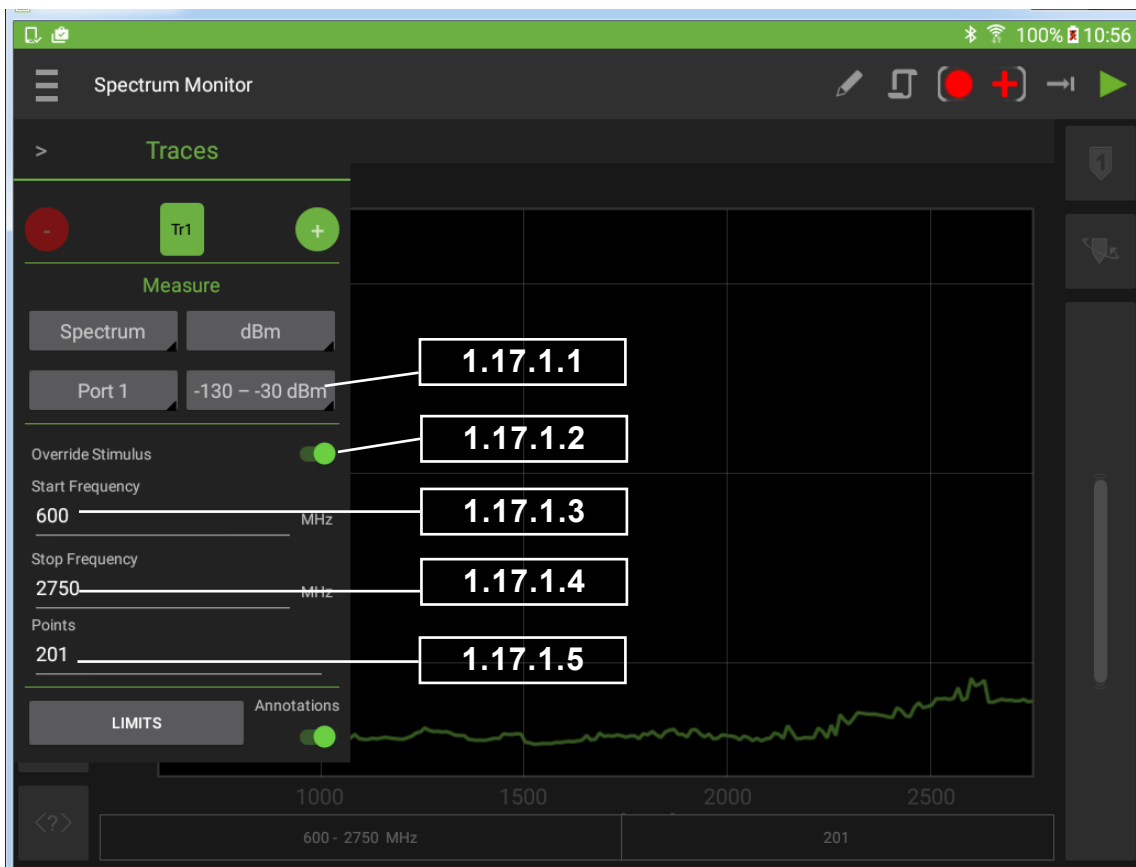 100% 10:56
Spectrum Monitor
> Traces
1
- Tr1 +
Measure
Spectrum dBm
1.17.1.1
Port 1 -130 – -30 dBm
1.17.1.2
Override Stimulus
Start Frequency
600 MHz
1.17.1.3
Stop Frequency
2750 MHz
1.17.1.4
Points
201
1.17.1.5
LIMITS
Annotations
1000 1500 2000 2500
<?>
600 - 2750 MHz 201